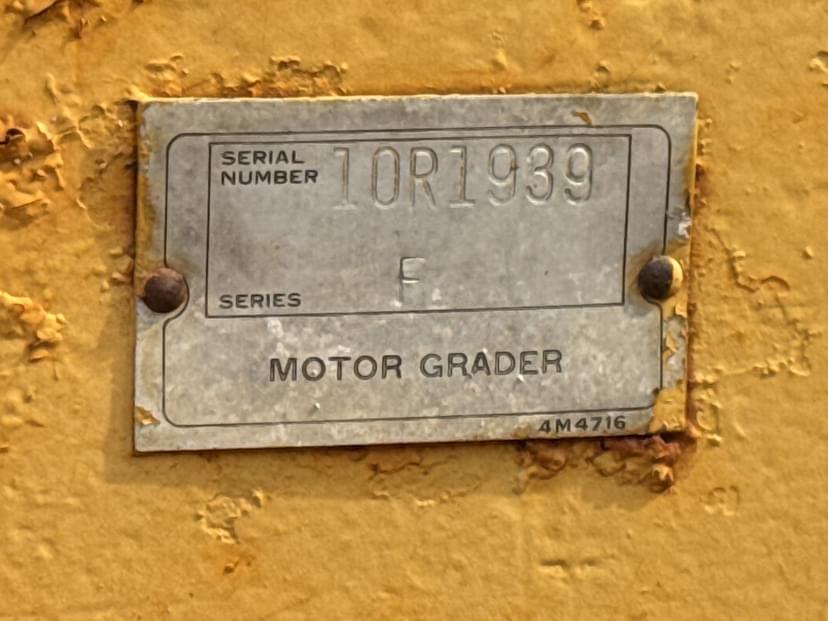 SERIAL
NUMBER 10R1939
SERIES F
MOTOR GRADER
4M4716